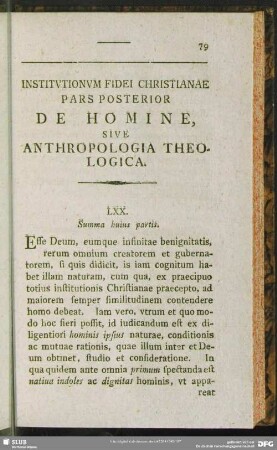 79
INSTITVTIONVM FIDEI CHRISTIANAE
PARS POSTERIOR
DE HOMINE,
SIVE
ANTHROPOLOGIA THEO-
LOGICA.
LXX.
Summa huius partis.
Esse Deum, eumque infinitae benignitatis,
rerum omnium creatorem et guberna-
torem, si quis didicit, is iam cognitum ha-
bet illam naturam, cum qua, ex praecipuo
totius institutionis Christianae praecepto, ad
maiorem semper similitudinem contendere
homo debeat. Iam vero, vtrum et quo mo-
do hoc fieri possit, id iudicandum est ex di-
ligentiori hominis ipsius naturae, conditionis
ac mutuae rationis, quae illum inter et De-
um obtinet, studio et consideratione. In
qua quidem ante omnia primum spectanda est
natiua indoles ac dignitas hominis, vt appa-
reat
SLUB